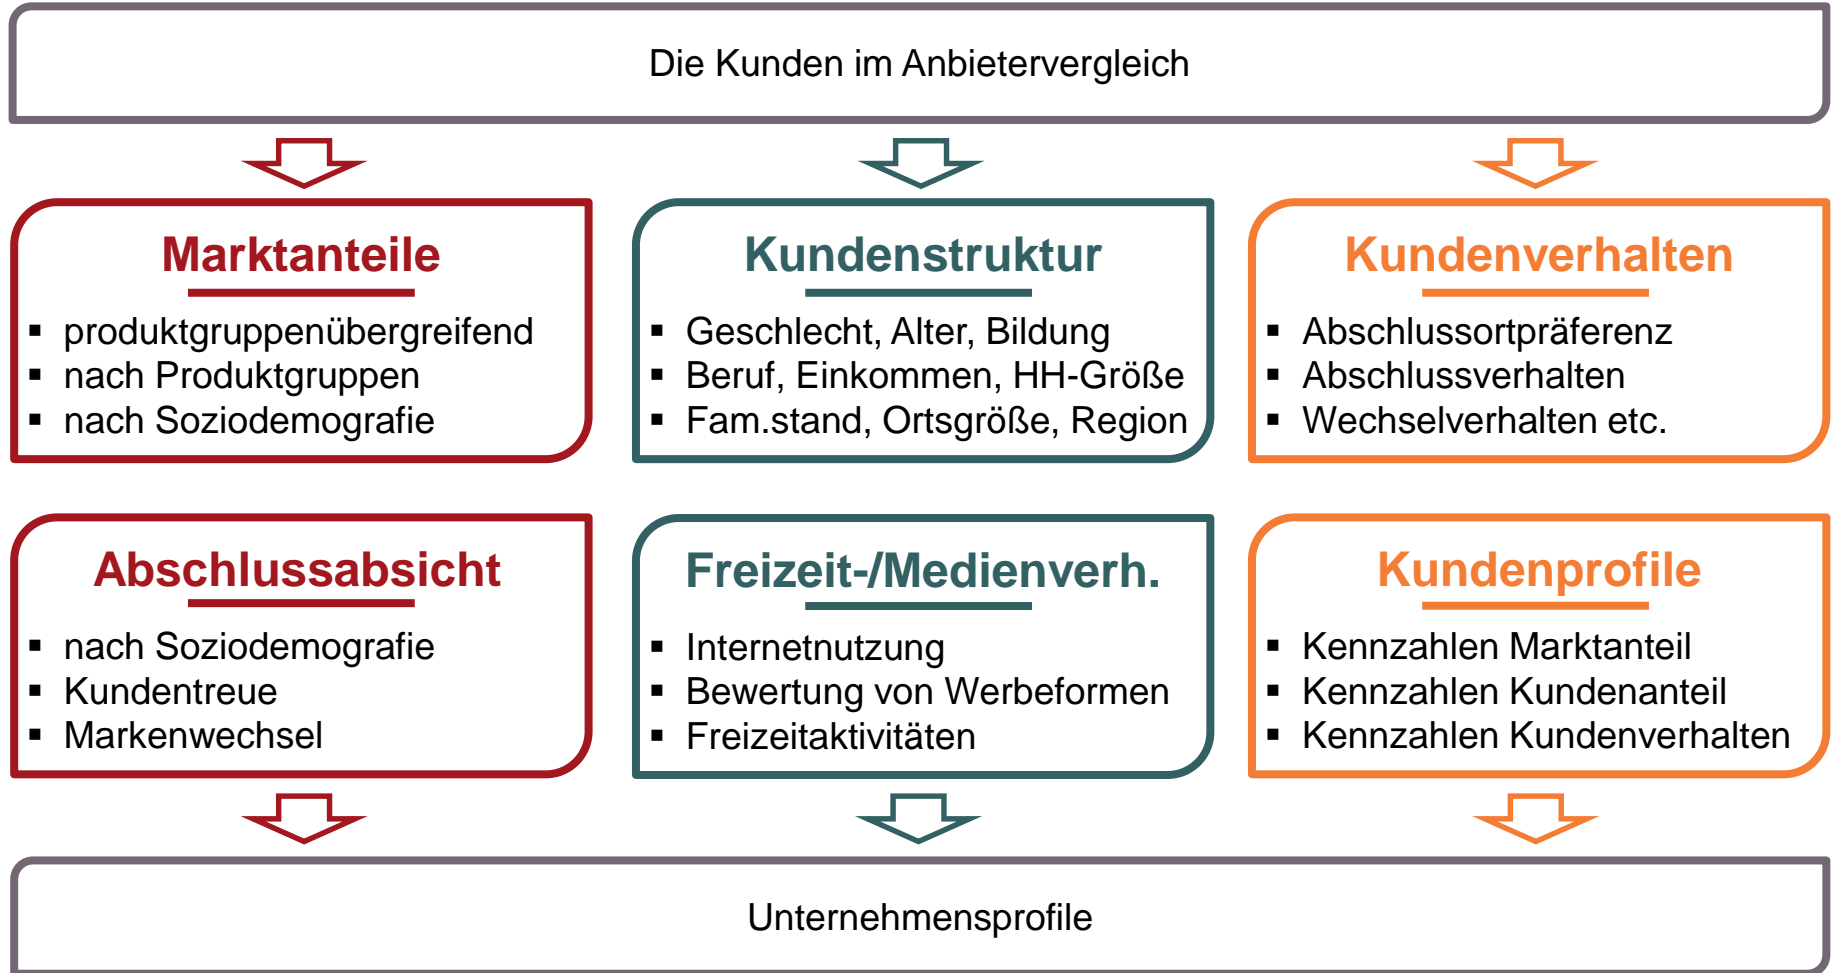 Die Kunden im Anbietervergleich
Marktanteile
▪ produktgruppenübergreifend
▪ nach Produktgruppen
▪ nach Soziodemografie
Kundenstruktur
▪ Geschlecht, Alter, Bildung
▪ Beruf, Einkommen, HH-Größe
▪ Fam.stand, Ortsgröße, Region
Kundenverhalten
▪ Abschlussortpräferenz
▪ Abschlussverhalten
▪ Wechselverhalten etc.
Abschlussabsicht
▪ nach Soziodemografie
▪ Kundentreue
▪ Markenwechsel
Freizeit-/Medienverh.
▪ Internetnutzung
▪ Bewertung von Werbeformen
▪ Freizeitaktivitäten
Kundenprofile
▪ Kennzahlen Marktanteil
▪ Kennzahlen Kundenanteil
▪ Kennzahlen Kundenverhalten
Unternehmensprofile